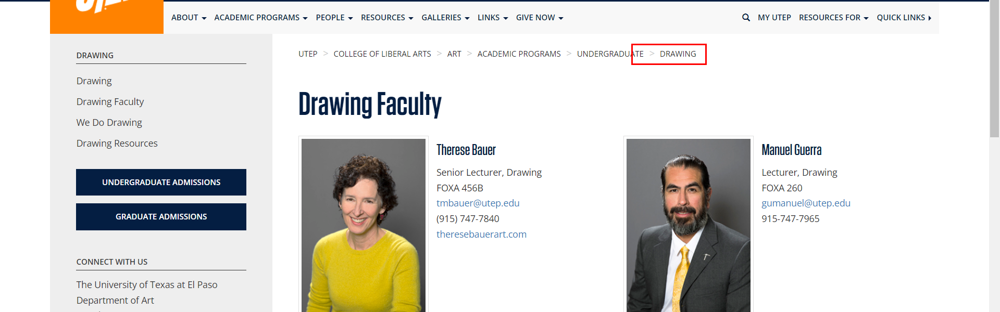 ABOUT ACADEMIC PROGRAMS PEOPLE RESOURCES GALLERIES LINKS GIVE NOW MY UTEP RESOURCES FOR QUICK LINKS
DRAWING
Drawing
Drawing Faculty
We Do Drawing
Drawing Resources
UNDERGRADUATE ADMISSIONS
GRADUATE ADMISSIONS
CONNECT WITH US
The University of Texas at El Paso
Department of Art
UTEP > COLLEGE OF LIBERAL ARTS > ART > ACADEMIC PROGRAMS > UNDERGRADUATE > DRAWING
Drawing Faculty
Therese Bauer
Senior Lecturer, Drawing
FOXA 456B
tmbauer@utep.edu
(915) 747-7840
theresebauerart.com
Manuel Guerra
Lecturer, Drawing
FOXA 260
gumanuel@utep.edu
915-747-7965